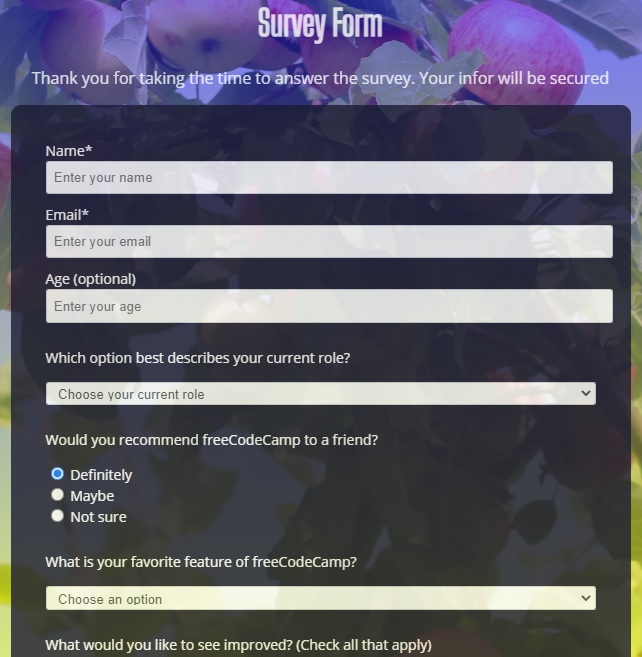 Survey Form
Thank you for taking the time to answer the survey. Your infor will be secured
Name*
Enter your name
Email*
Enter your email
Age (optional)
Enter your age
Which option best describes your current role?
Choose your current role
Would you recommend freeCodeCamp to a friend?
Definitely
Maybe
Not sure
What is your favorite feature of freeCodeCamp?
Choose an option
What would you like to see improved? (Check all that apply)